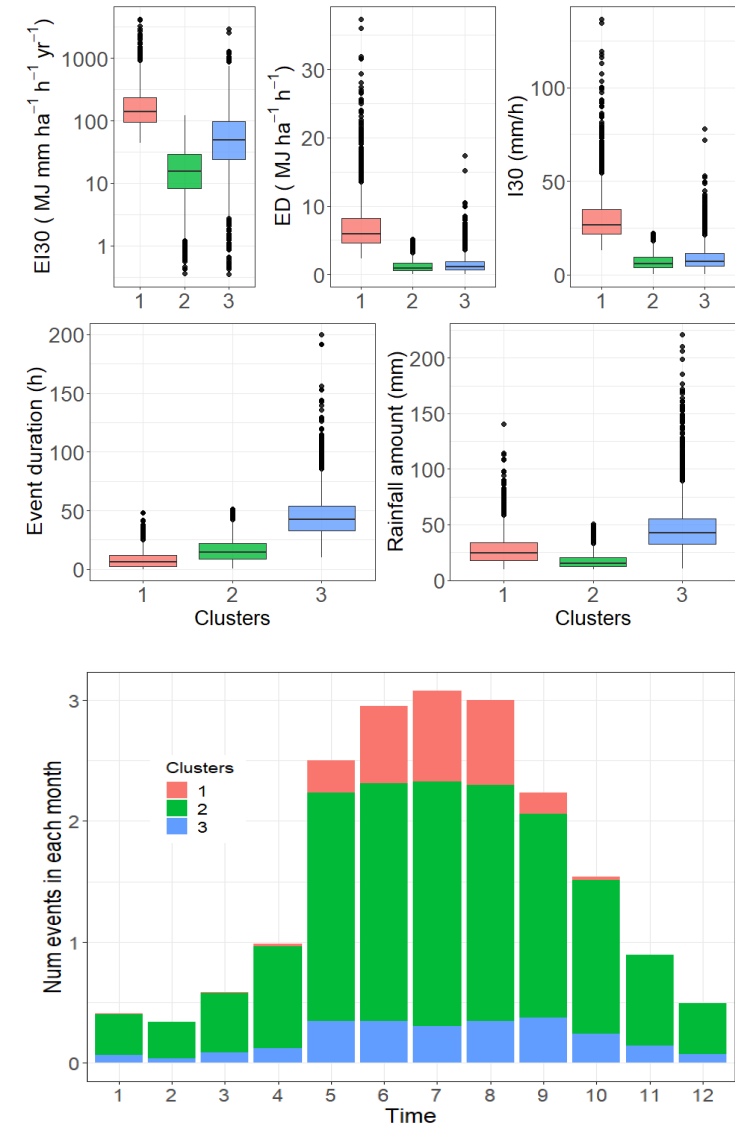 EI30 ( MJ mm ha⁻¹ h⁻¹ yr⁻¹)
1000
100
10
1
1 2 3
ED ( MJ ha⁻¹ h⁻¹)
30
20
10
0
1 2 3
I30 (mm/h)
100
50
0
1 2 3
Event duration (h)
200
150
100
50
0
1 2 3
Clusters
Rainfall amount (mm)
200
150
100
50
0
1 2 3
Clusters
Num events in each month
3
2
1
0
Clusters
1
2
3
1 2 3 4 5 6 7 8 9 10 11 12
Time